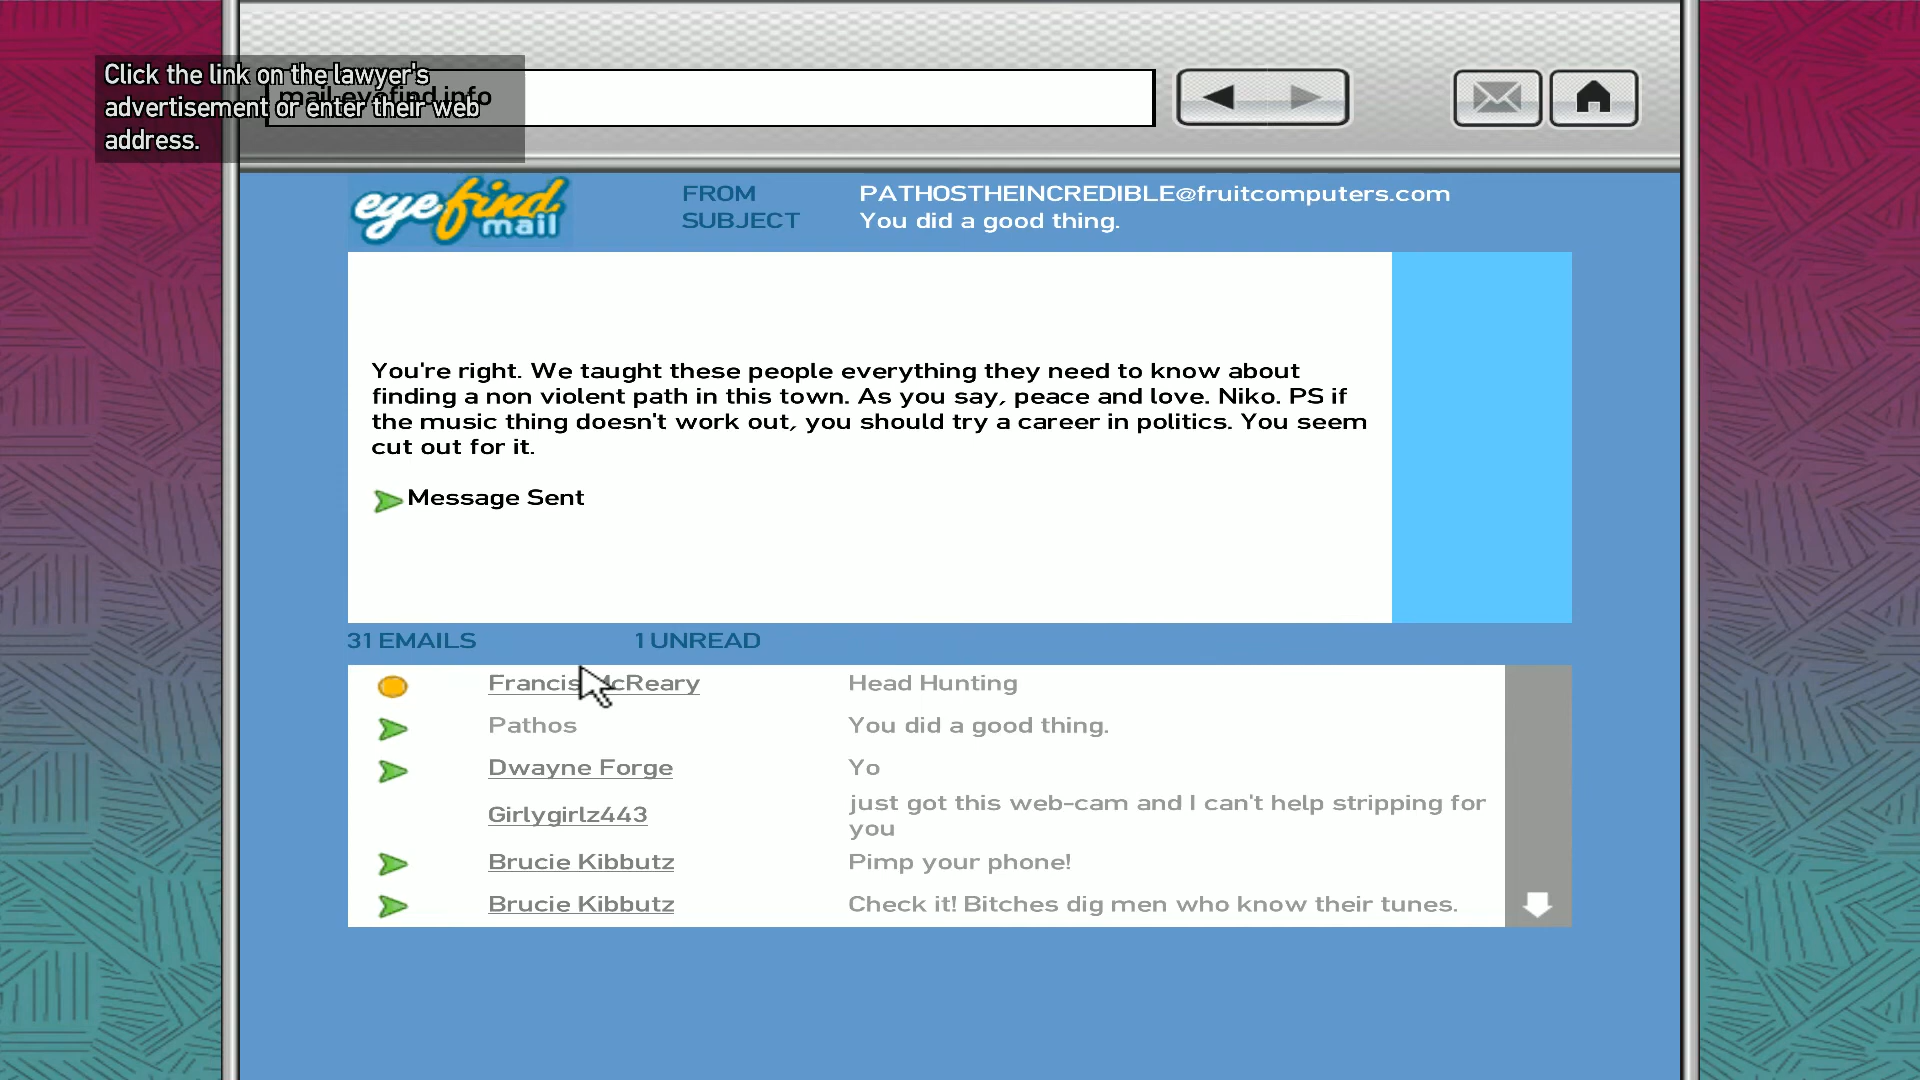 Click the link on the lawyer's
advertisement or enter their web
address.
mail.eyefind.info
eyefind
mail
FROM PATHOSTHEINCREDIBLE@fruitcomputers.com
SUBJECT You did a good thing.
You're right. We taught these people everything they need to know about
finding a non violent path in this town. As you say, peace and love. Niko. PS if
the music thing doesn't work out, you should try a career in politics. You seem
cut out for it.
Message Sent
31 EMAILS 1 UNREAD
Francis McReary Head Hunting
Pathos You did a good thing.
Dwayne Forge Yo
Girlygirlz443 just got this web-cam and I can't help stripping for
you
Brucie Kibbutz Pimp your phone!
Brucie Kibbutz Check it! Bitches dig men who know their tunes.